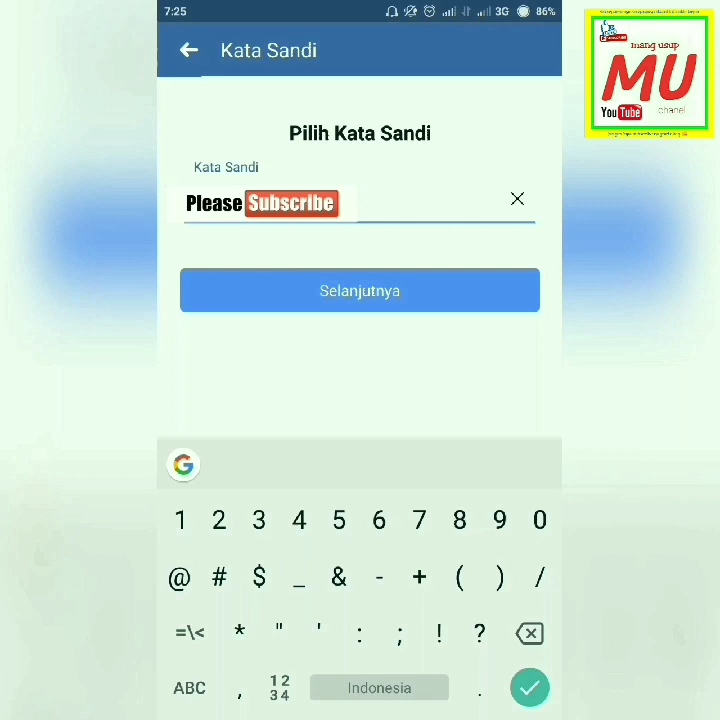 7:25
3G
86%
Kata Sandi
Pilih Kata Sandi
Kata Sandi
Please Subscribe
Selanjutnya
G
1 2 3 4 5 6 7 8 9 0
@ # $ _ & - + ( ) /
=\< * " ' : ; ! ?
ABC , 12 34 Indonesia .
mang usup
MU
YouTube chanel